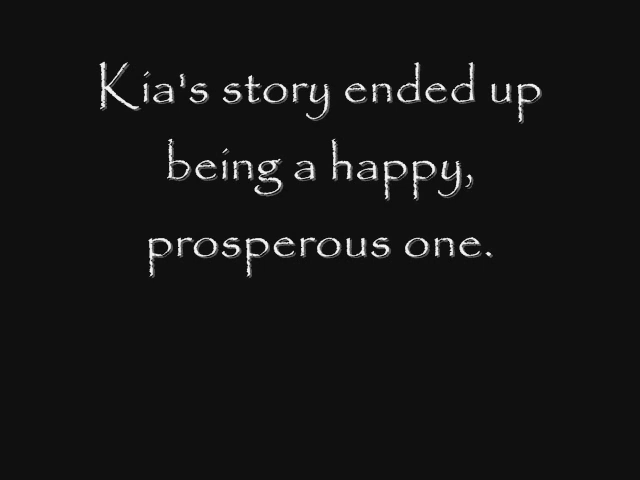 Kia's story ended up
being a happy,
prosperous one.